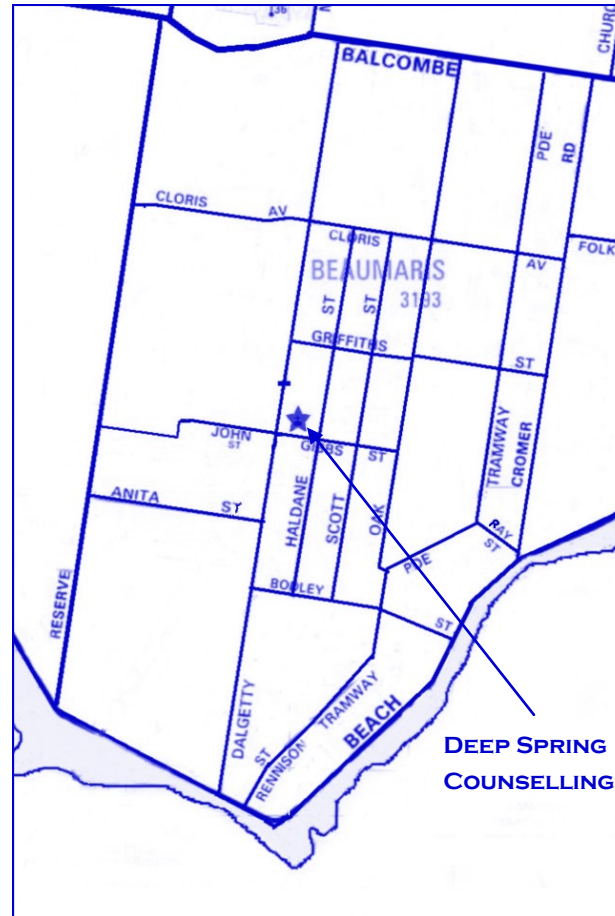 36
CHURC
BALCOMBE
PDE
RD
CLORIS
AV
CLORIS
AV
FOLK
BEAUMARIS
3193
ST
ST
GRIFFITHS
ST
JOHN
ST
GIBBS
ST
TRAMWAY
CROMER
ANITA
ST
HALDANE
SCOTT
OAK
RAY
ST
PDE
BODLEY
ST
RESERVE
DALGETTY
ST
RENNISON
TRAMWAY
BEACH
DEEP SPRING
COUNSELLING